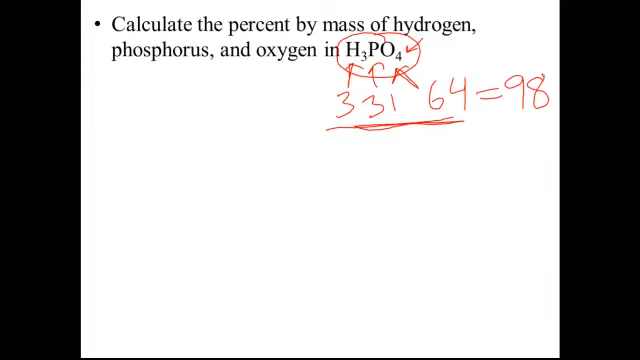 • Calculate the percent by mass of hydrogen,
phosphorus, and oxygen in H₃PO₄
3 31 64 = 98